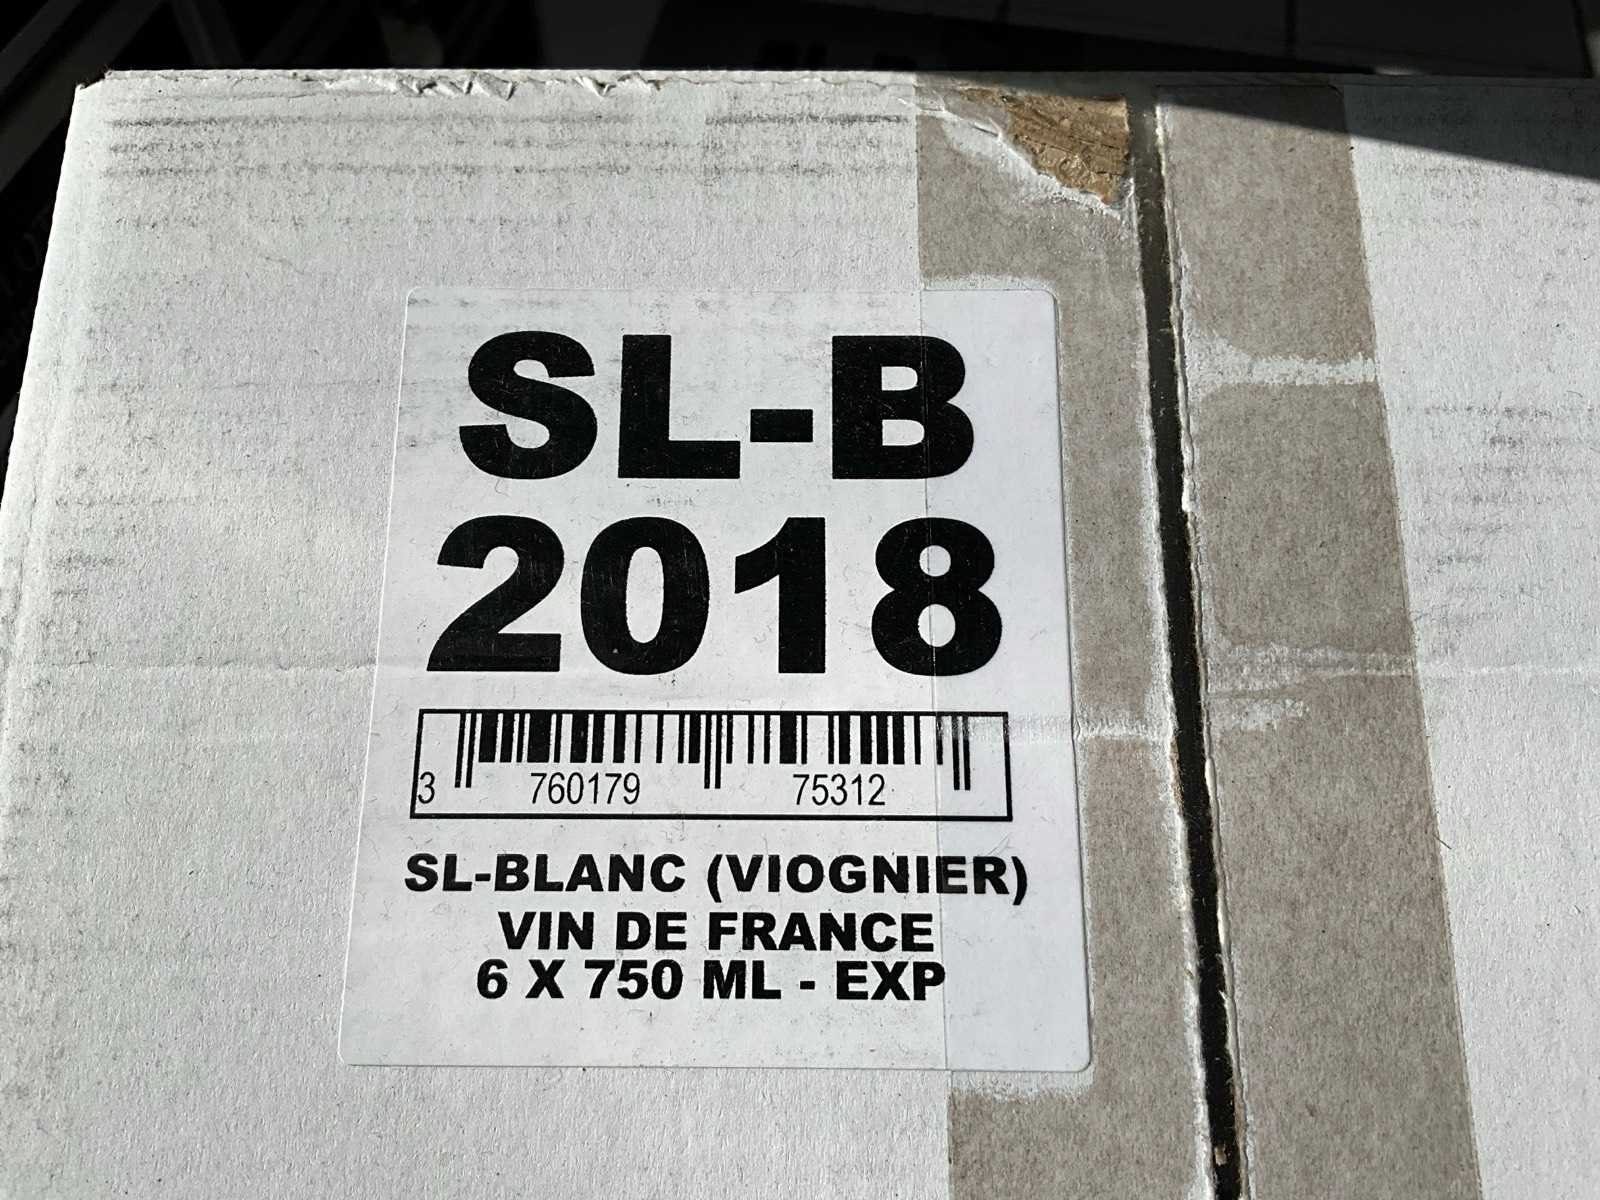 SL-B
2018
3 760179 75312
SL-BLANC (VIOGNIER)
VIN DE FRANCE
6 X 750 ML - EXP